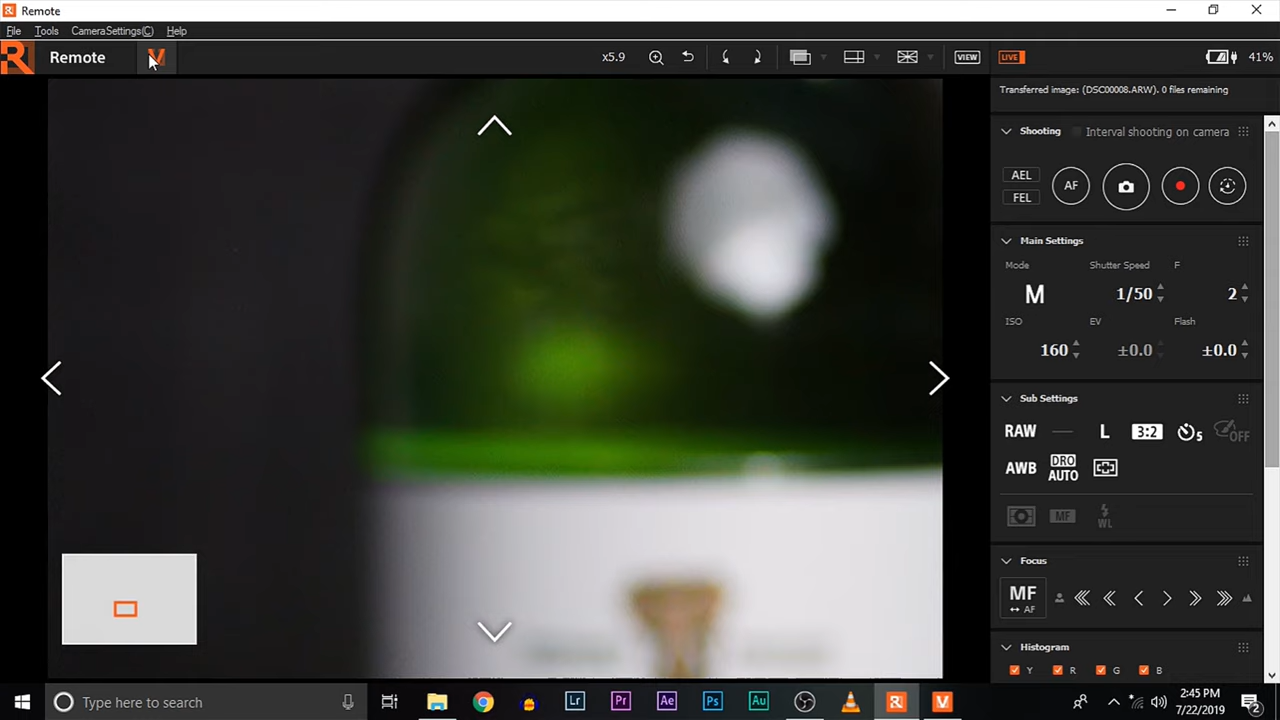 Remote
File Tools CameraSettings(C) Help
R Remote V x5.9 VIEW LIVE 41%
Transferred image: (DSC00008.ARW). 0 files remaining
Shooting Interval shooting on camera
AEL
FEL
AF
Main Settings
Mode Shutter Speed F
M 1/50 2
ISO EV Flash
160 ±0.0 ±0.0
Sub Settings
RAW — L 3:2 5 OFF
AWB DRO AUTO
MF WL
Focus
MF
↔ AF
Histogram
Y R G B
Type here to search
Lr Pr Ae Ps Au R V
2:45 PM
7/22/2019
2